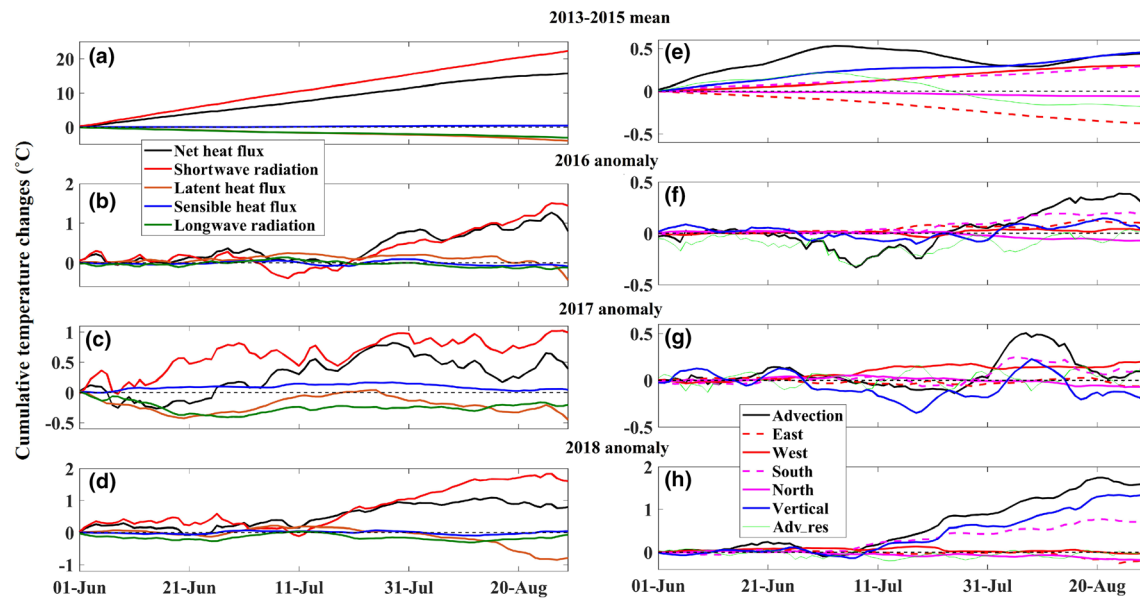 2013-2015 mean
Cumulative temperature changes (˚C)
(a)
20
10
0
Net heat flux
Shortwave radiation
Latent heat flux
Sensible heat flux
Longwave radiation
(e)
0.5
0
-0.5
2016 anomaly
(b)
2
1
0
(f)
0.5
0
-0.5
2017 anomaly
(c)
1
0.5
0
-0.5
(g)
0.5
0
-0.5
Advection
East
West
South
North
Vertical
Adv_res
2018 anomaly
(d)
2
1
0
-1
01-Jun 21-Jun 11-Jul 31-Jul 20-Aug
(h)
2
1
0
01-Jun 21-Jun 11-Jul 31-Jul 20-Aug